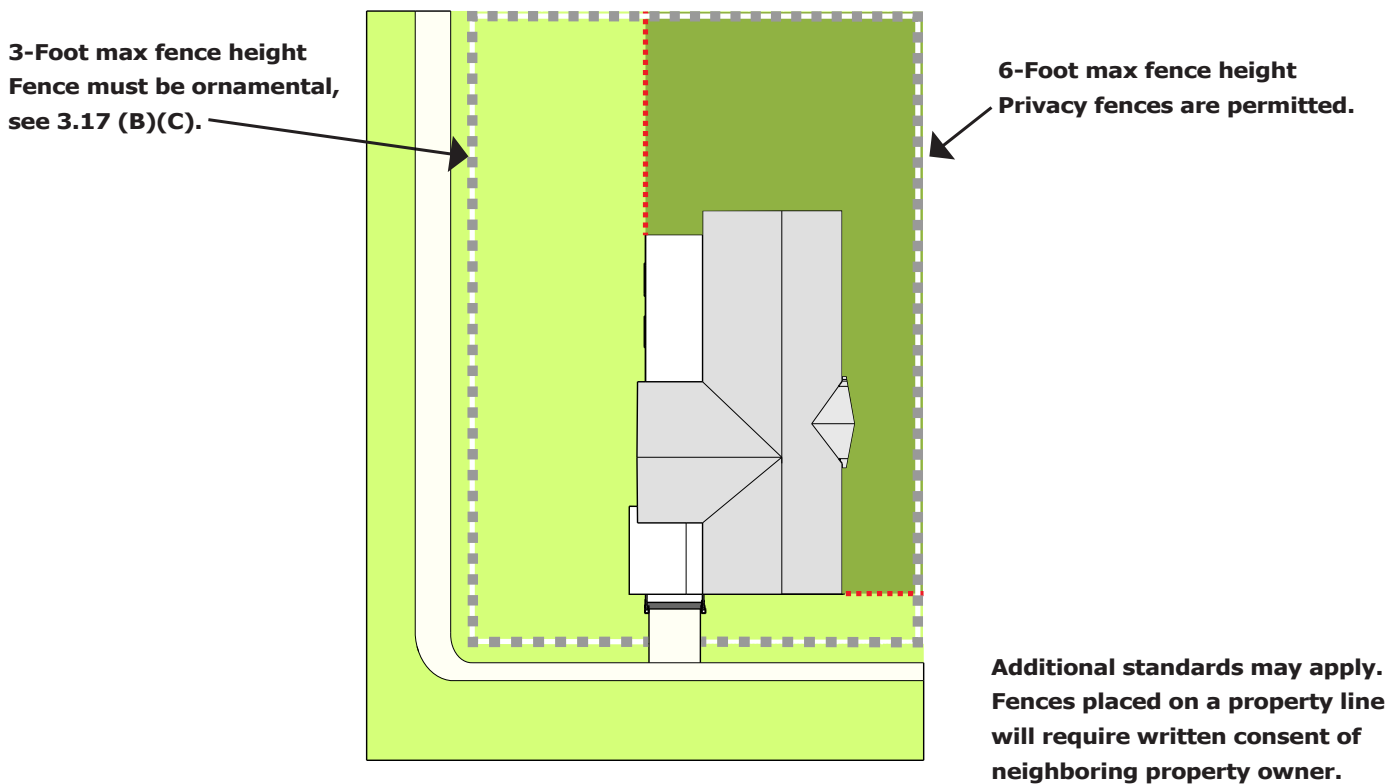 3-Foot max fence height
Fence must be ornamental,
see 3.17 (B)(C).
6-Foot max fence height
Privacy fences are permitted.
Additional standards may apply.
Fences placed on a property line
will require written consent of
neighboring property owner.